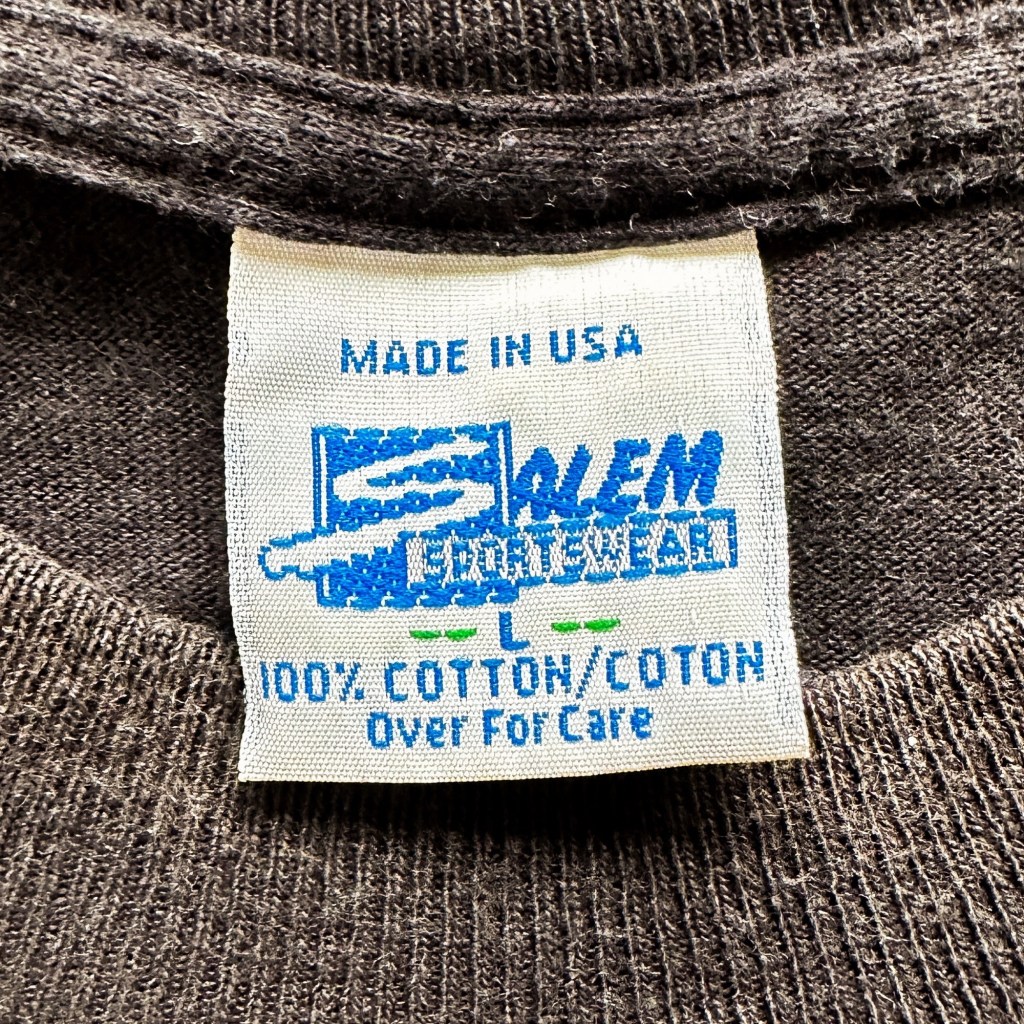 MADE IN USA
SALEM
SPORTSWEAR
-- L --
100% COTTON/COTON
Over For Care